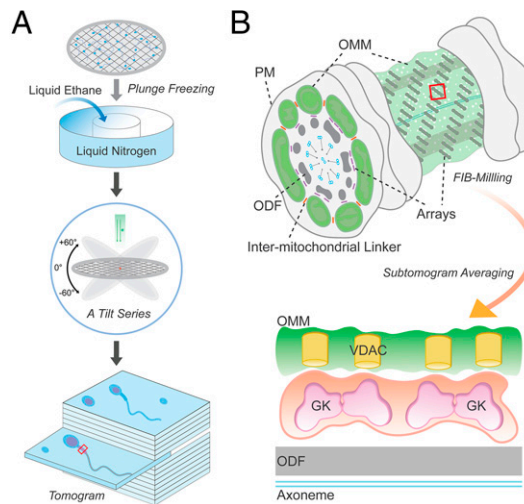 A
Plunge Freezing
Liquid Ethane
Liquid Nitrogen
+60°
0°
-60°
A Tilt Series
Tomogram
B
OMM
PM
FIB-Millling
ODF
Arrays
Inter-mitochondrial Linker
Subtomogram Averaging
OMM
VDAC
GK
GK
ODF
Axoneme